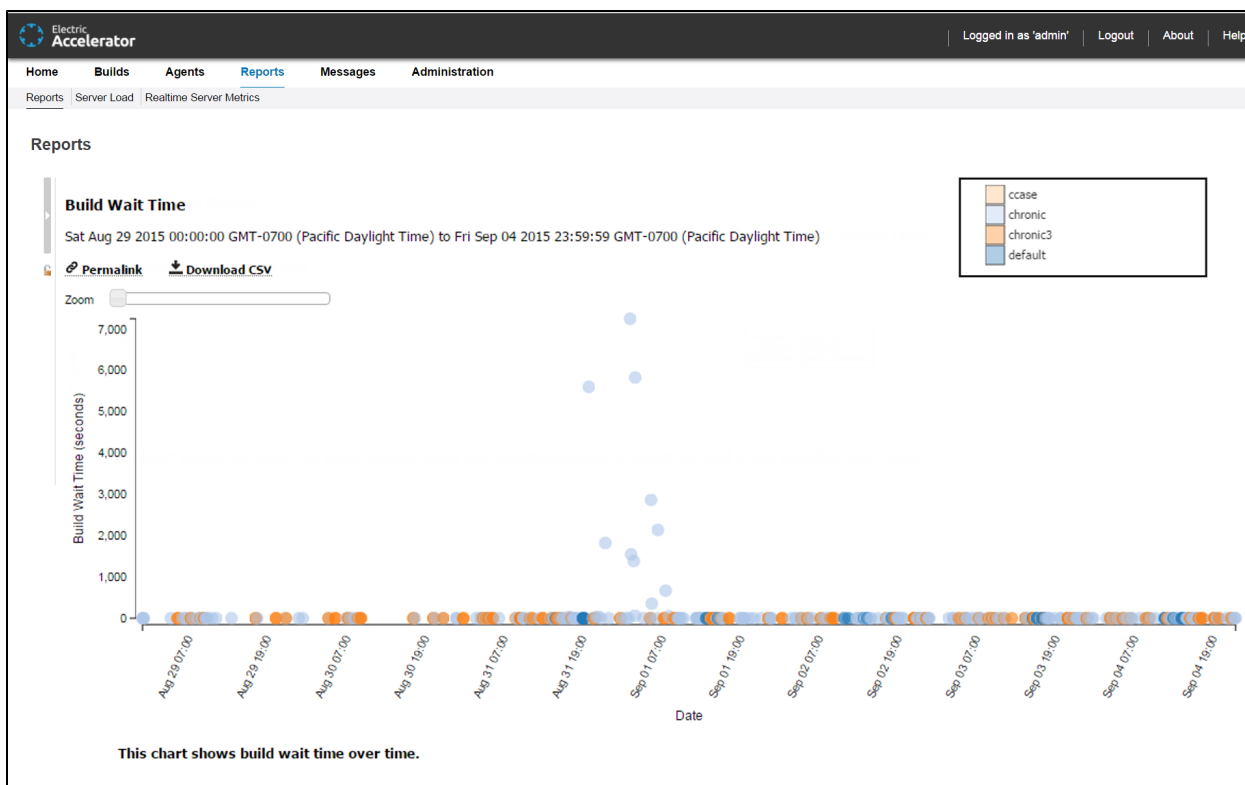 Electric
Accelerator
Logged in as 'admin'
Logout
About
Help
Home
Builds
Agents
Reports
Messages
Administration
Reports
Server Load
Realtime Server Metrics
Reports
Build Wait Time
Sat Aug 29 2015 00:00:00 GMT-0700 (Pacific Daylight Time) to Fri Sep 04 2015 23:59:59 GMT-0700 (Pacific Daylight Time)
ccase
chronic
chronic3
default
Permalink
Download CSV
Zoom
Build Wait Time (seconds)
7,000
6,000
5,000
4,000
3,000
2,000
1,000
0
Aug 29 07:00
Aug 29 19:00
Aug 30 07:00
Aug 30 19:00
Aug 31 07:00
Aug 31 19:00
Sep 01 07:00
Sep 01 19:00
Sep 02 07:00
Sep 02 19:00
Sep 03 07:00
Sep 03 19:00
Sep 04 07:00
Sep 04 19:00
Date
This chart shows build wait time over time.